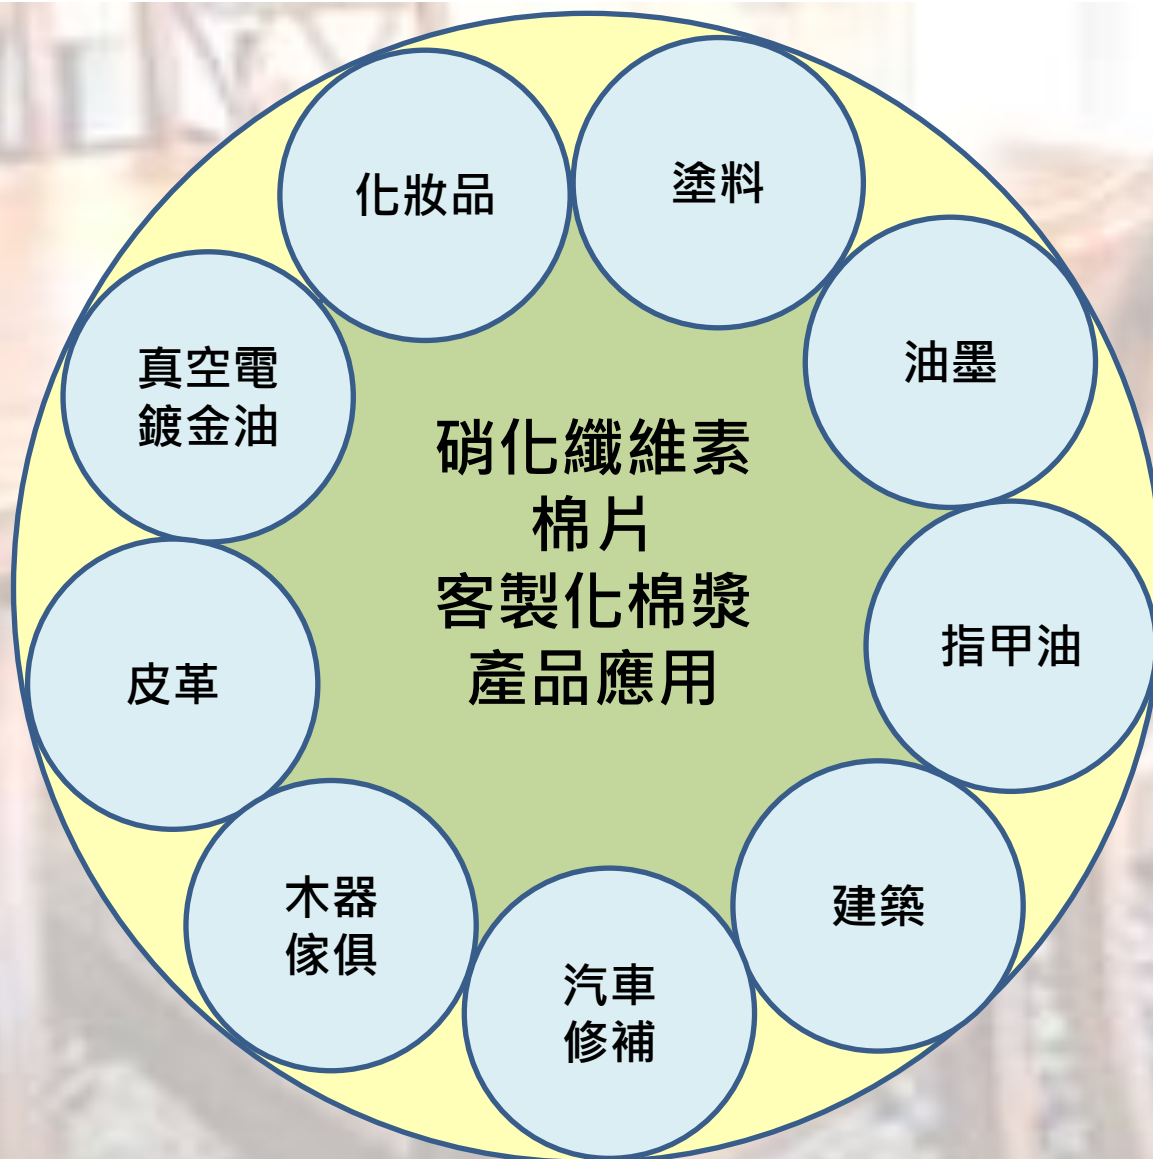 化妝品
塗料
油墨
指甲油
建築
汽車
修補
木器
傢俱
皮革
真空電
鍍金油
硝化纖維素
棉片
客製化棉漿
產品應用